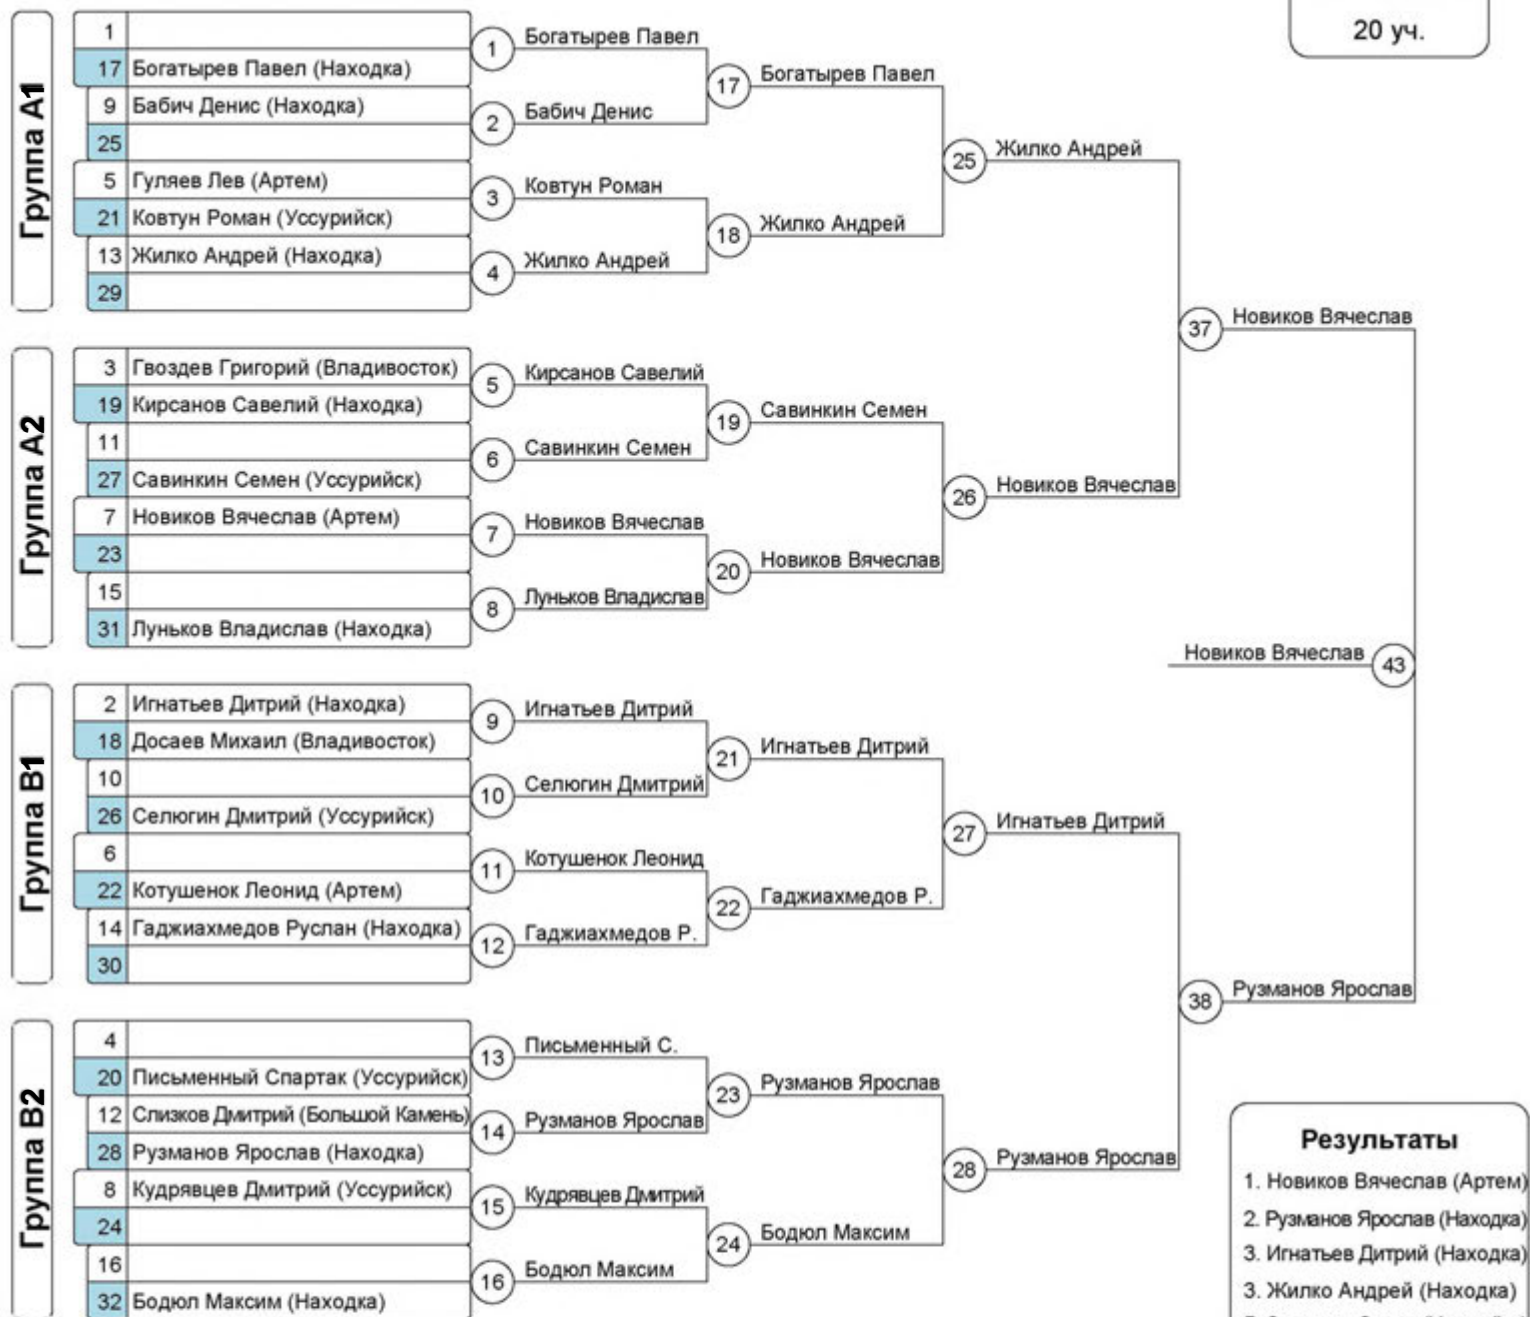 20 уч.
Группа A1
1
17 Богатырев Павел (Находка)
9 Бабич Денис (Находка)
25
5 Гуляев Лев (Артем)
21 Ковтун Роман (Уссурийск)
13 Жилко Андрей (Находка)
29
1 Богатырев Павел
2 Бабич Денис
3 Ковтун Роман
4 Жилко Андрей
17 Богатырев Павел
18 Жилко Андрей
25 Жилко Андрей
Группа A2
3 Гвоздев Григорий (Владивосток)
19 Кирсанов Савелий (Находка)
11
27 Савинкин Семен (Уссурийск)
7 Новиков Вячеслав (Артем)
23
15
31 Луньков Владислав (Находка)
5 Кирсанов Савелий
6 Савинкин Семен
7 Новиков Вячеслав
8 Луньков Владислав
19 Савинкин Семен
20 Новиков Вячеслав
26 Новиков Вячеслав
37 Новиков Вячеслав
Новиков Вячеслав 43
Группа B1
2 Игнатьев Дитрий (Находка)
18 Досаев Михаил (Владивосток)
10
26 Селюгин Дмитрий (Уссурийск)
6
22 Котушенок Леонид (Артем)
14 Гаджиахмедов Руслан (Находка)
30
9 Игнатьев Дитрий
10 Селюгин Дмитрий
11 Котушенок Леонид
12 Гаджиахмедов Р.
21 Игнатьев Дитрий
22 Гаджиахмедов Р.
27 Игнатьев Дитрий
38 Рузманов Ярослав
Группа B2
4
20 Письменный Спартак (Уссурийск)
12 Слизков Дмитрий (Большой Камень)
28 Рузманов Ярослав (Находка)
8 Кудрявцев Дмитрий (Уссурийск)
24
16
32 Бодюл Максим (Находка)
13 Письменный С.
14 Рузманов Ярослав
15 Кудрявцев Дмитрий
16 Бодюл Максим
23 Рузманов Ярослав
24 Бодюл Максим
28 Рузманов Ярослав
Результаты
1. Новиков Вячеслав (Артем)
2. Рузманов Ярослав (Находка)
3. Игнатьев Дитрий (Находка)
3. Жилко Андрей (Находка)